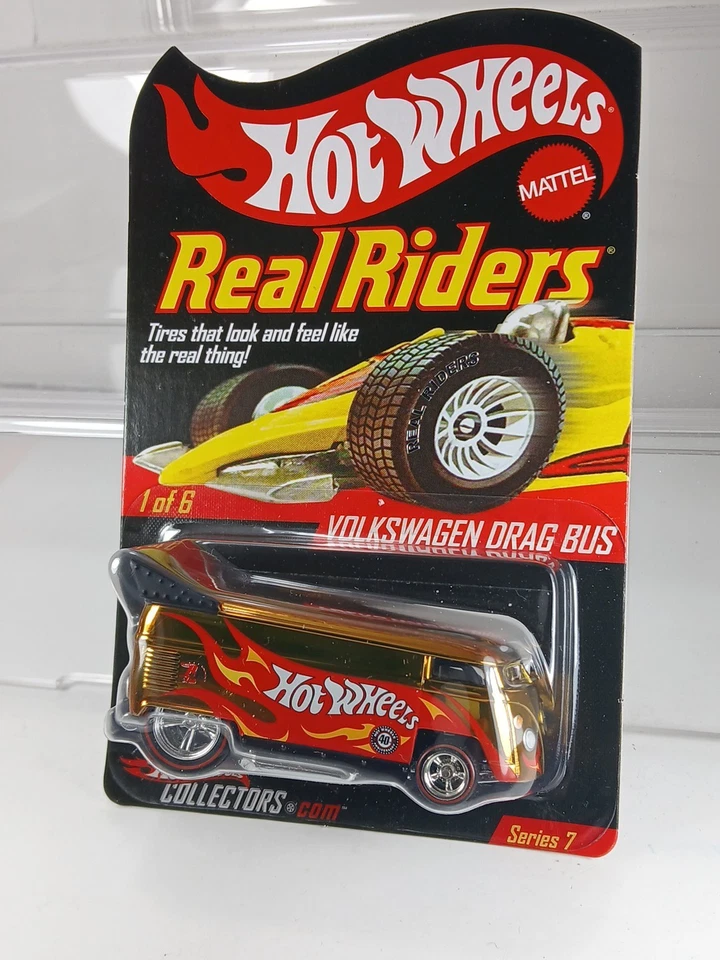 HOT WHEELS®
MATTEL
®
Real Riders®
Tires that look and feel like
the real thing!
REAL RIDERS
1 of 6
VOLKSWAGEN DRAG BUS
HOT WHEELS
40
COLLECTORS.com™
Series 7